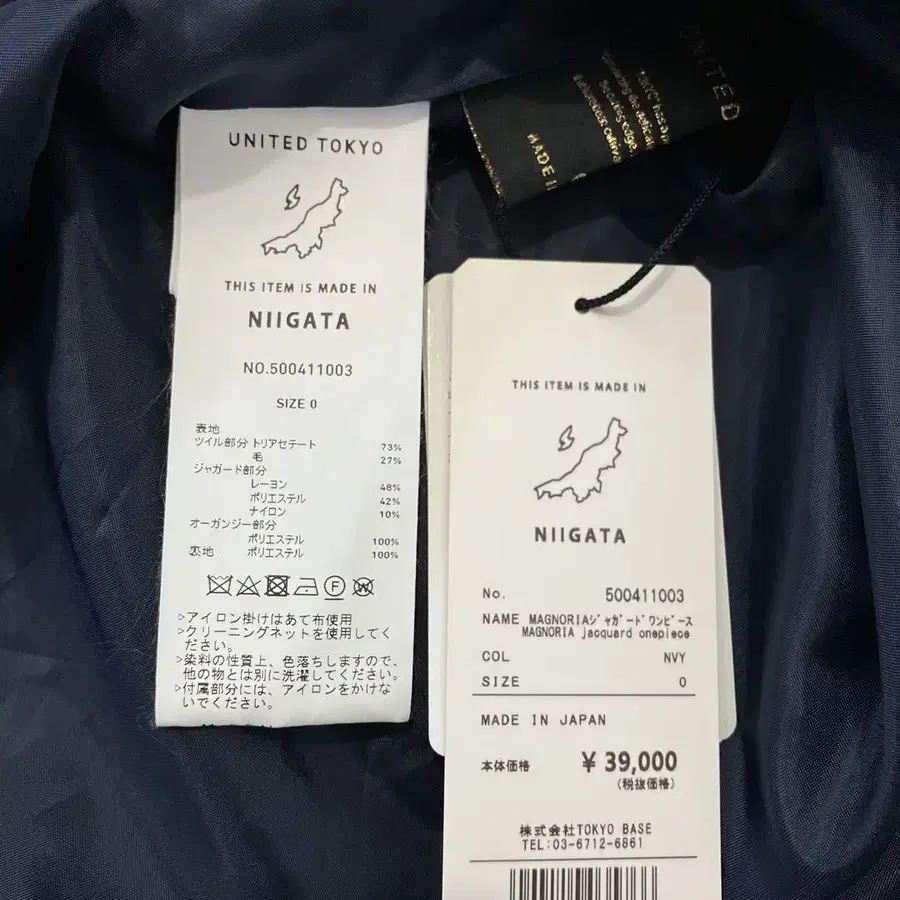 UNITED TOKYO
THIS ITEM IS MADE IN
NIIGATA
NO.500411003
SIZE 0
表地
ツイル部分 トリアセテート 73%
毛 27%
ジャガード部分
レーヨン 48%
ポリエステル 42%
ナイロン 10%
オーガンジー部分
ポリエステル 100%
裏地 ポリエステル 100%
F
W
>アイロン掛けはあて布使用
>クリーニングネットを使用してく
ださい。
>染料の性質上、色落ちしますので、
他の物とは別に洗濯してください。
>付属部分には、アイロンをかけな
いでください。
UNITED
MADE IN
THIS ITEM IS MADE IN
NIIGATA
No. 500411003
NAME MAGNORIAｼﾞｬｶﾞｰﾄﾞﾜﾝﾋﾟｰｽ
MAGNORIA jacquard onepiece
COL NVY
SIZE 0
MADE IN JAPAN
本体価格 ¥ 39,000
(税抜価格)
株式会社TOKYO BASE
TEL:03-6712-6861